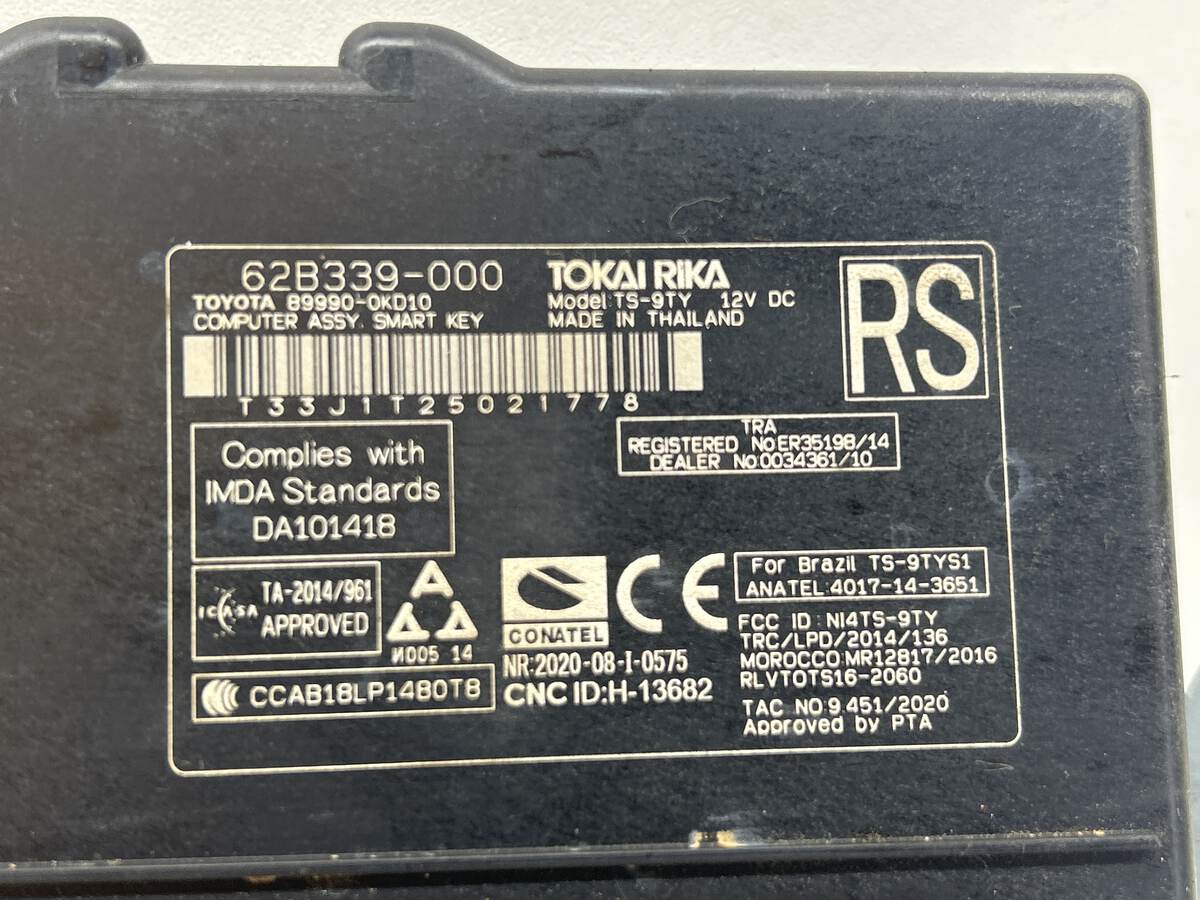 62B339-000
TOKAI RIKA
TOYOTA 89990-0KD10
Model:TS-9TY 12V DC
COMPUTER ASSY, SMART KEY
MADE IN THAILAND
RS
T33J1T25021778
TRA
REGISTERED No:ER35198/14
DEALER No:0034361/10
Complies with
IMDA Standards
DA101418
ICASA
TA-2014/961
APPROVED
A
И005 14
CCAB18LP1480T8
CONATEL
NR:2020-08-I-0575
CNC ID:H-13682
CE
For Brazil TS-9TYS1
ANATEL:4017-14-3651
FCC ID:NI4TS-9TY
TRC/LPD/2014/136
MOROCCO:MR12817/2016
RLVTOTS16-2060
TAC NO:9.451/2020
Approved by PTA